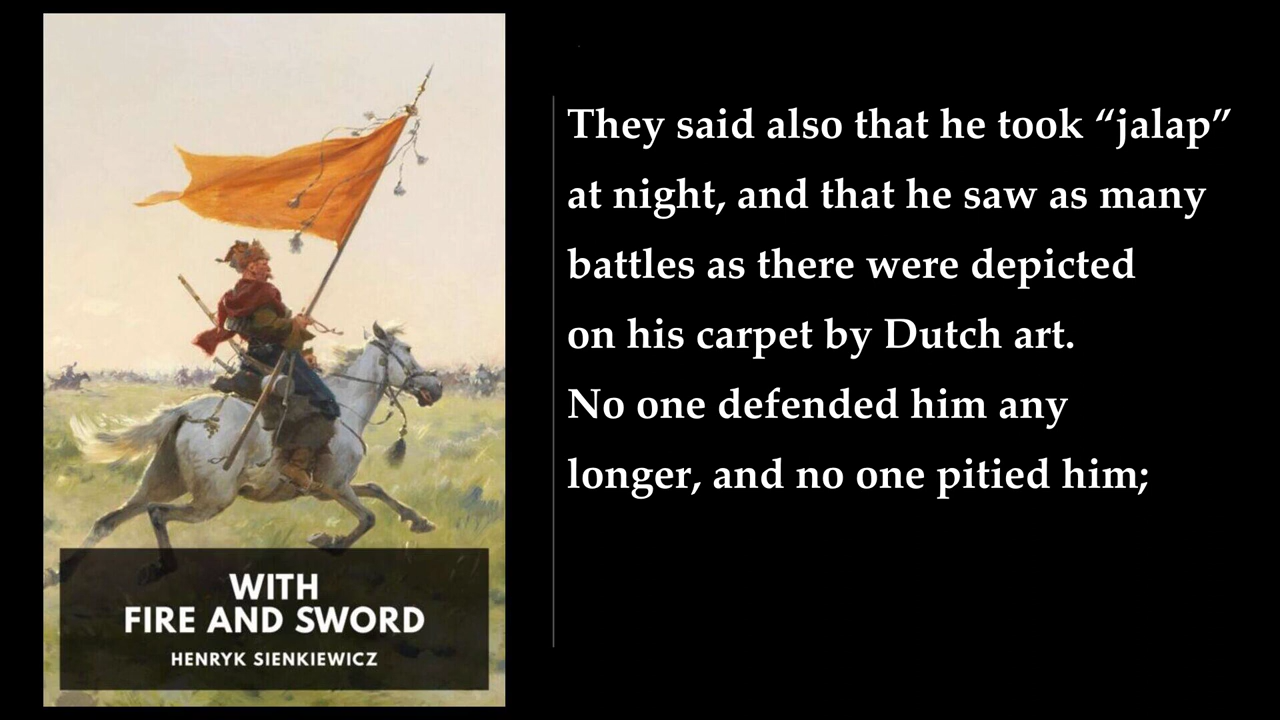 They said also that he took “jalap”
at night, and that he saw as many
battles as there were depicted
on his carpet by Dutch art.
No one defended him any
longer, and no one pitied him;
WITH
FIRE AND SWORD
HENRYK SIENKIEWICZ